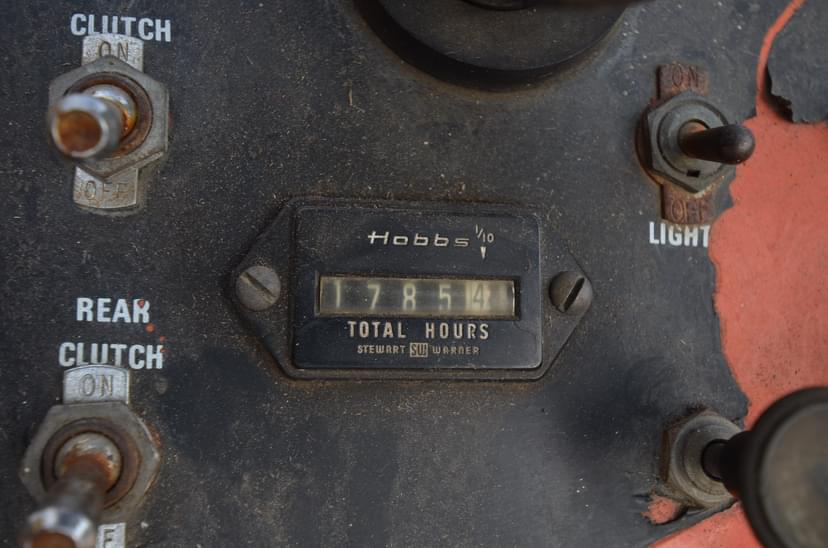 CLUTCH
ON
OFF
ON
OFF
LIGHT
Hobbs 1/10
17854
TOTAL HOURS
STEWART SW WARNER
REAR
CLUTCH
ON